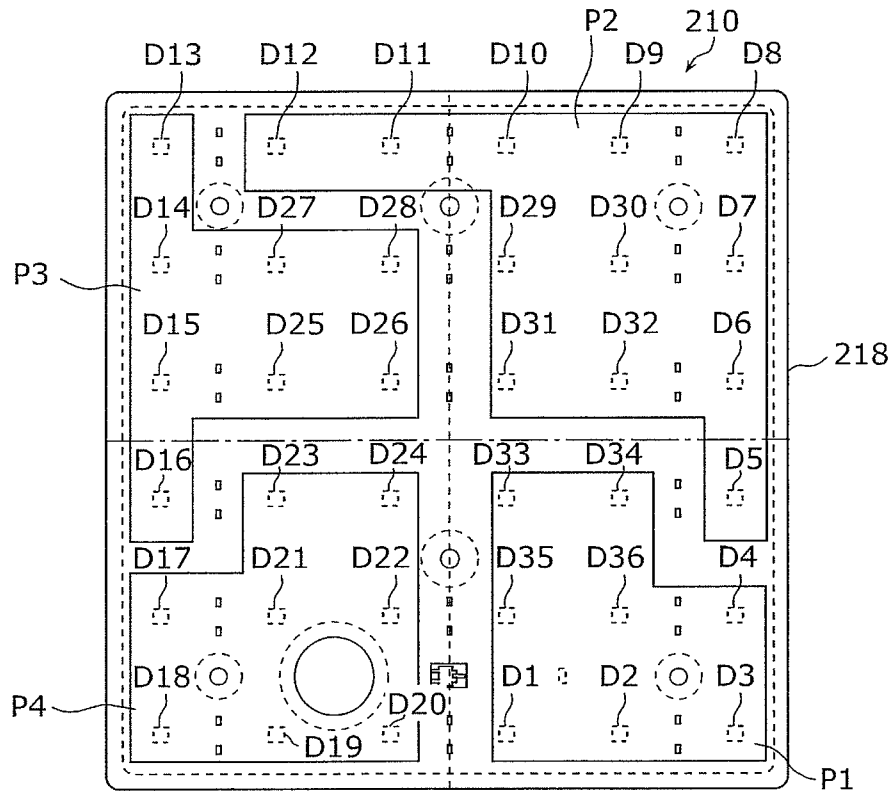 P2 210
D13 D12 D11 D10 D9 D8
D14 D27 D28 D29 D30 D7
P3
D15 D25 D26 D31 D32 D6
218
D16 D23 D24 D33 D34 D5
D17 D21 D22 D35 D36 D4
D18 D1 D2 D3
P4 D20
D19
P1